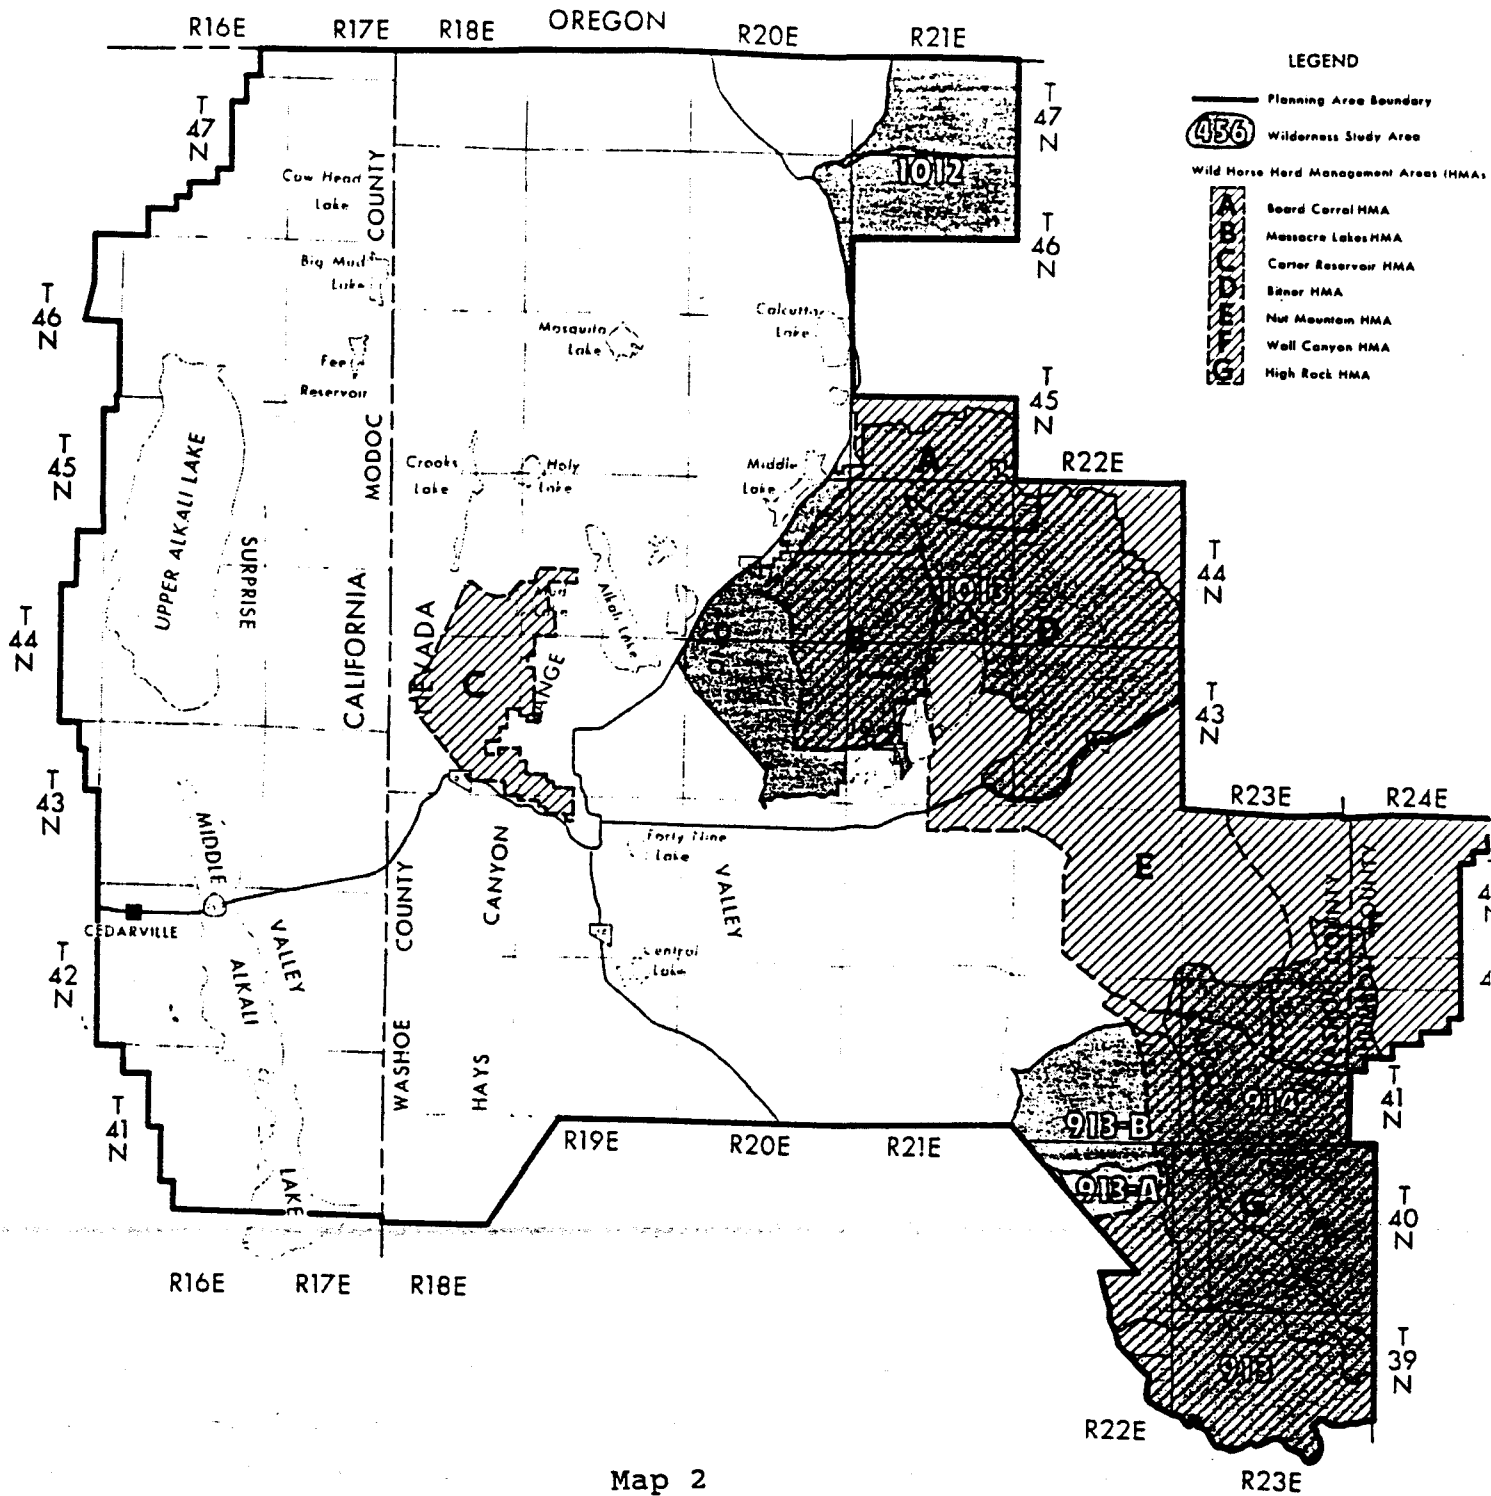 OREGON
R16E R17E R18E R20E R21E
LEGEND
Planning Area Boundary
456 Wilderness Study Area
Wild Horse Herd Management Areas (HMAs
A Board Corral HMA
B Massacre Lakes HMA
C Carter Reservoir HMA
D Bitner HMA
E Nut Mountain HMA
F Wall Canyon HMA
G High Rock HMA
T 47 N
T 47 N
1012
Cow Head Lake
COUNTY
T 46 N
Big Mud Lake
T 46 N
Mosquito Lake
Calcutta Lake
Fee Reservoir
T 45 N
MODOC
T 45 N
A
R22E
UPPER ALKALI LAKE
Crooks Lake
Holy Lake
Middle Lake
SURPRISE
T 44 N
CALIFORNIA
NEVADA
Mud Lake
Alkali Lake
1013
T 44 N
B
D
C
RANGE
T 43 N
T 43 N
R23E R24E
MIDDLE
COUNTY
CANYON
Forty Nine Lake
VALLEY
E
COUNTY
COUNTY
CEDARVILLE
T 42 N
VALLEY
ALKALI
Central Lake
WASHOE
HAYS
T 41 N
T 41 N
913-B
R19E R20E R21E
913-A
LAKE
G
T 40 N
R16E R17E R18E
T 39 N
913
R22E
R23E
Map 2